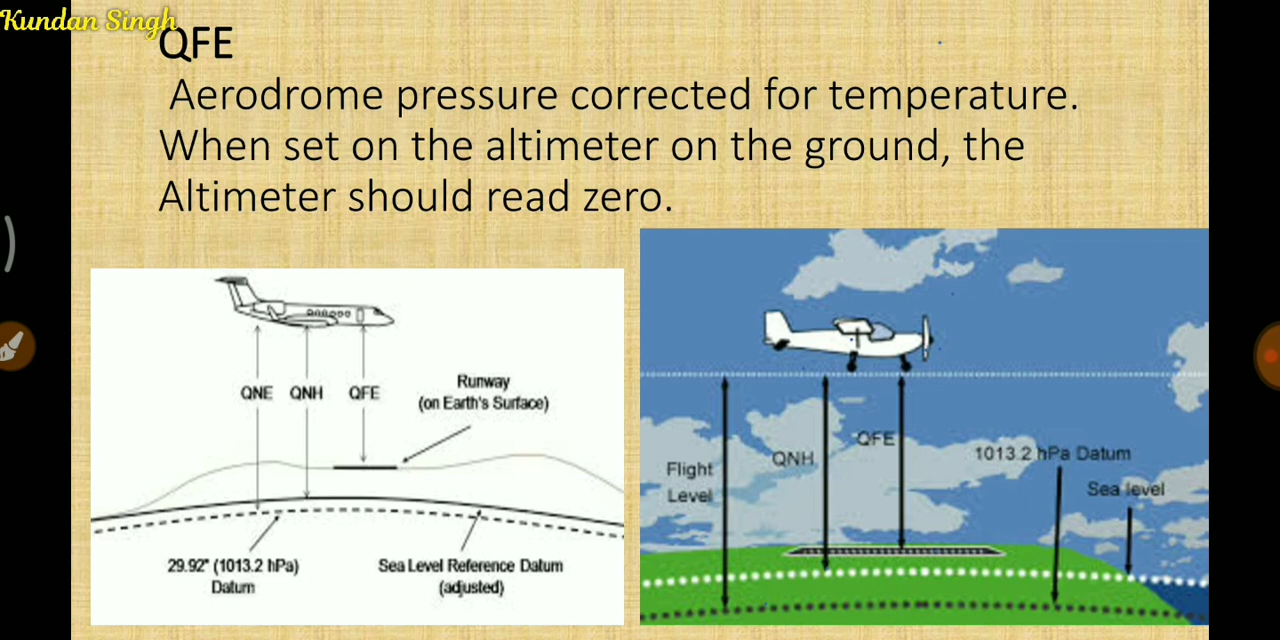 Kundan Singh
QFE
Aerodrome pressure corrected for temperature.
When set on the altimeter on the ground, the
Altimeter should read zero.
QNE QNH QFE
Runway
(on Earth's Surface)
29.92" (1013.2 hPa)
Datum
Sea Level Reference Datum
(adjusted)
QFE
QNH
Flight
Level
1013.2 hPa Datum
Sea level